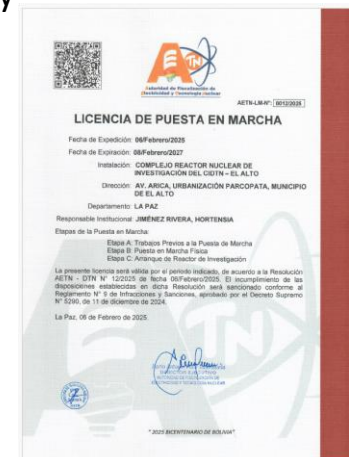 y
Autoridad de Fiscalización de
Electricidad y Tecnología Nuclear
AETN-LM-N°: 0012/2025
LICENCIA DE PUESTA EN MARCHA
Fecha de Expedición: 06/Febrero/2025
Fecha de Expiración: 08/Febrero/2027
Instalación: COMPLEJO REACTOR NUCLEAR DE
INVESTIGACIÓN DEL CIDTN – EL ALTO
Dirección: AV. ARICA, URBANIZACIÓN PARCOPATA, MUNICIPIO
DE EL ALTO
Departamento: LA PAZ
Responsable Institucional: JIMÉNEZ RIVERA, HORTENSIA
Etapas de la Puesta en Marcha:
Etapa A: Trabajos Previos a la Puesta de Marcha
Etapa B: Puesta en Marcha Física
Etapa C: Arranque de Reactor de Investigación
La presente licencia será válida por el periodo indicado, de acuerdo a la Resolución
AETN - DTN N° 12/2025 de fecha 06/Febrero/2025. El incumplimiento de las
disposiciones establecidas en dicha Resolución será sancionado conforme al
Reglamento N° 9 de Infracciones y Sanciones, aprobado por el Decreto Supremo
N° 5290, de 11 de diciembre de 2024.
La Paz, 06 de Febrero de 2025.
" 2025 BICENTENARIO DE BOLIVIA"